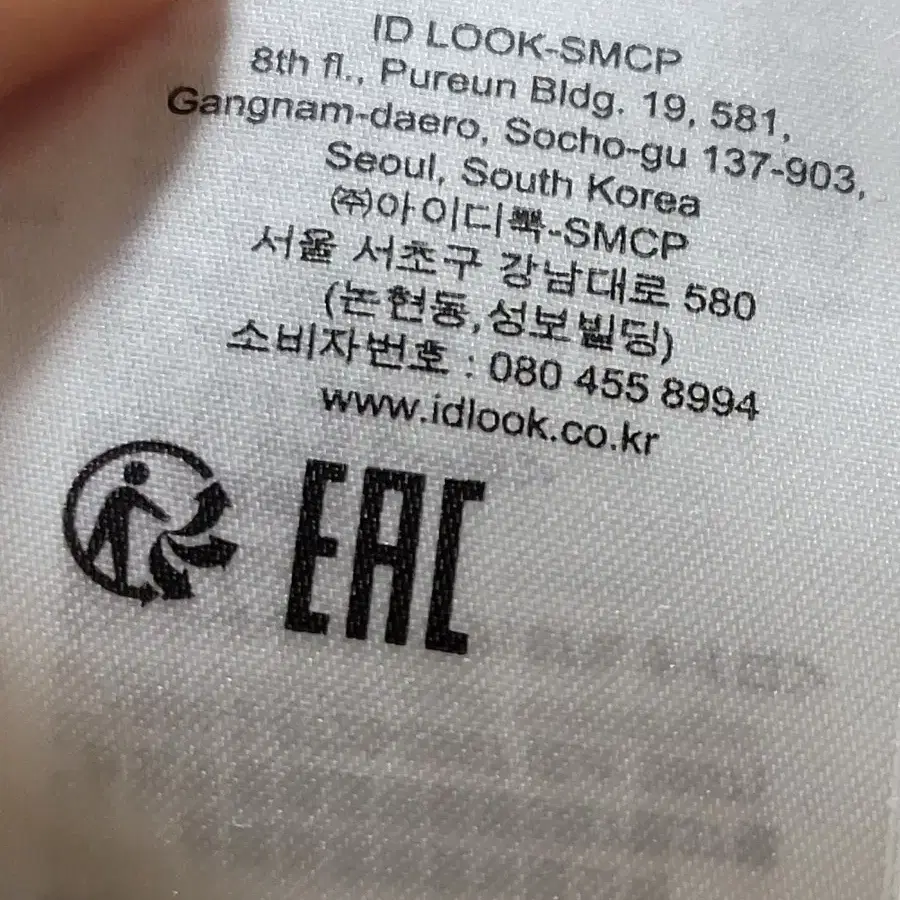 ID LOOK-SMCP
8th fl., Pureun Bldg. 19, 581,
Gangnam-daero, Socho-gu 137-903,
Seoul, South Korea
㈜아이디룩-SMCP
서울 서초구 강남대로 580
(논현동,성보빌딩)
소비자번호 : 080 455 8994
www.idlook.co.kr
EAC